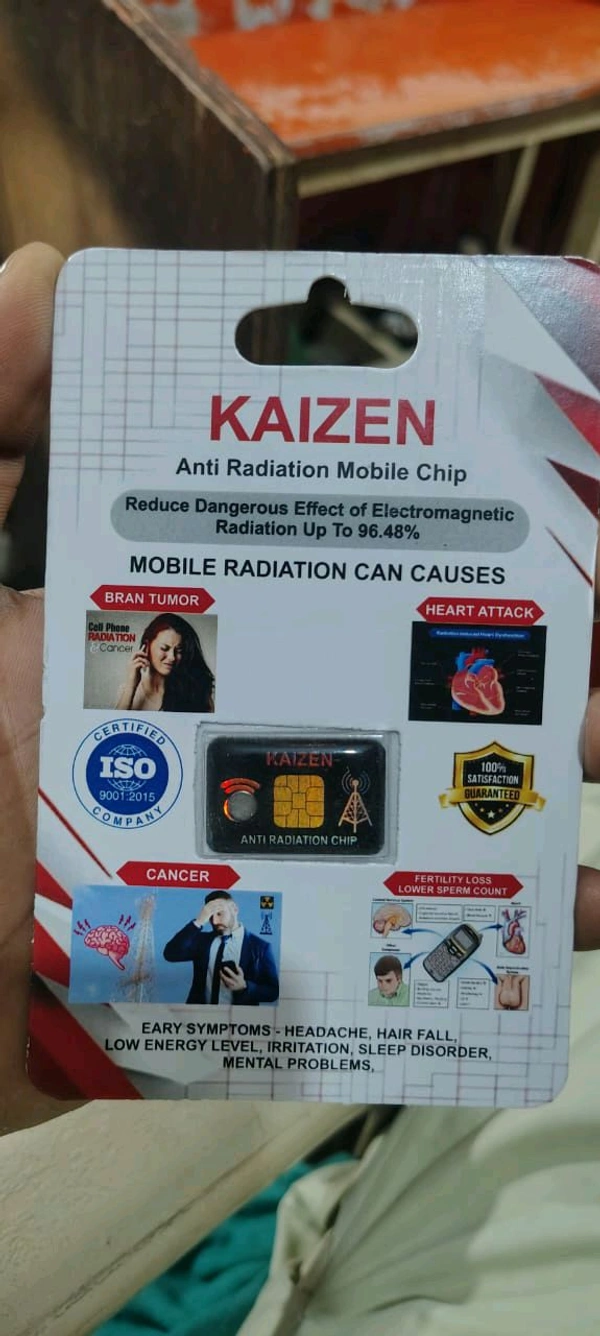 KAIZEN
Anti Radiation Mobile Chip
Reduce Dangerous Effect of Electromagnetic
Radiation Up To 96.48%
MOBILE RADIATION CAN CAUSES
BRAN TUMOR
HEART ATTACK
Cell Phone
RADIATION
& Cancer
CERTIFIED
ISO
9001:2015
COMPANY
KAIZEN
ANTI RADIATION CHIP
100%
SATISFACTION
GUARANTEED
CANCER
FERTILITY LOSS
LOWER SPERM COUNT
EARY SYMPTOMS - HEADACHE, HAIR FALL,
LOW ENERGY LEVEL, IRRITATION, SLEEP DISORDER,
MENTAL PROBLEMS,